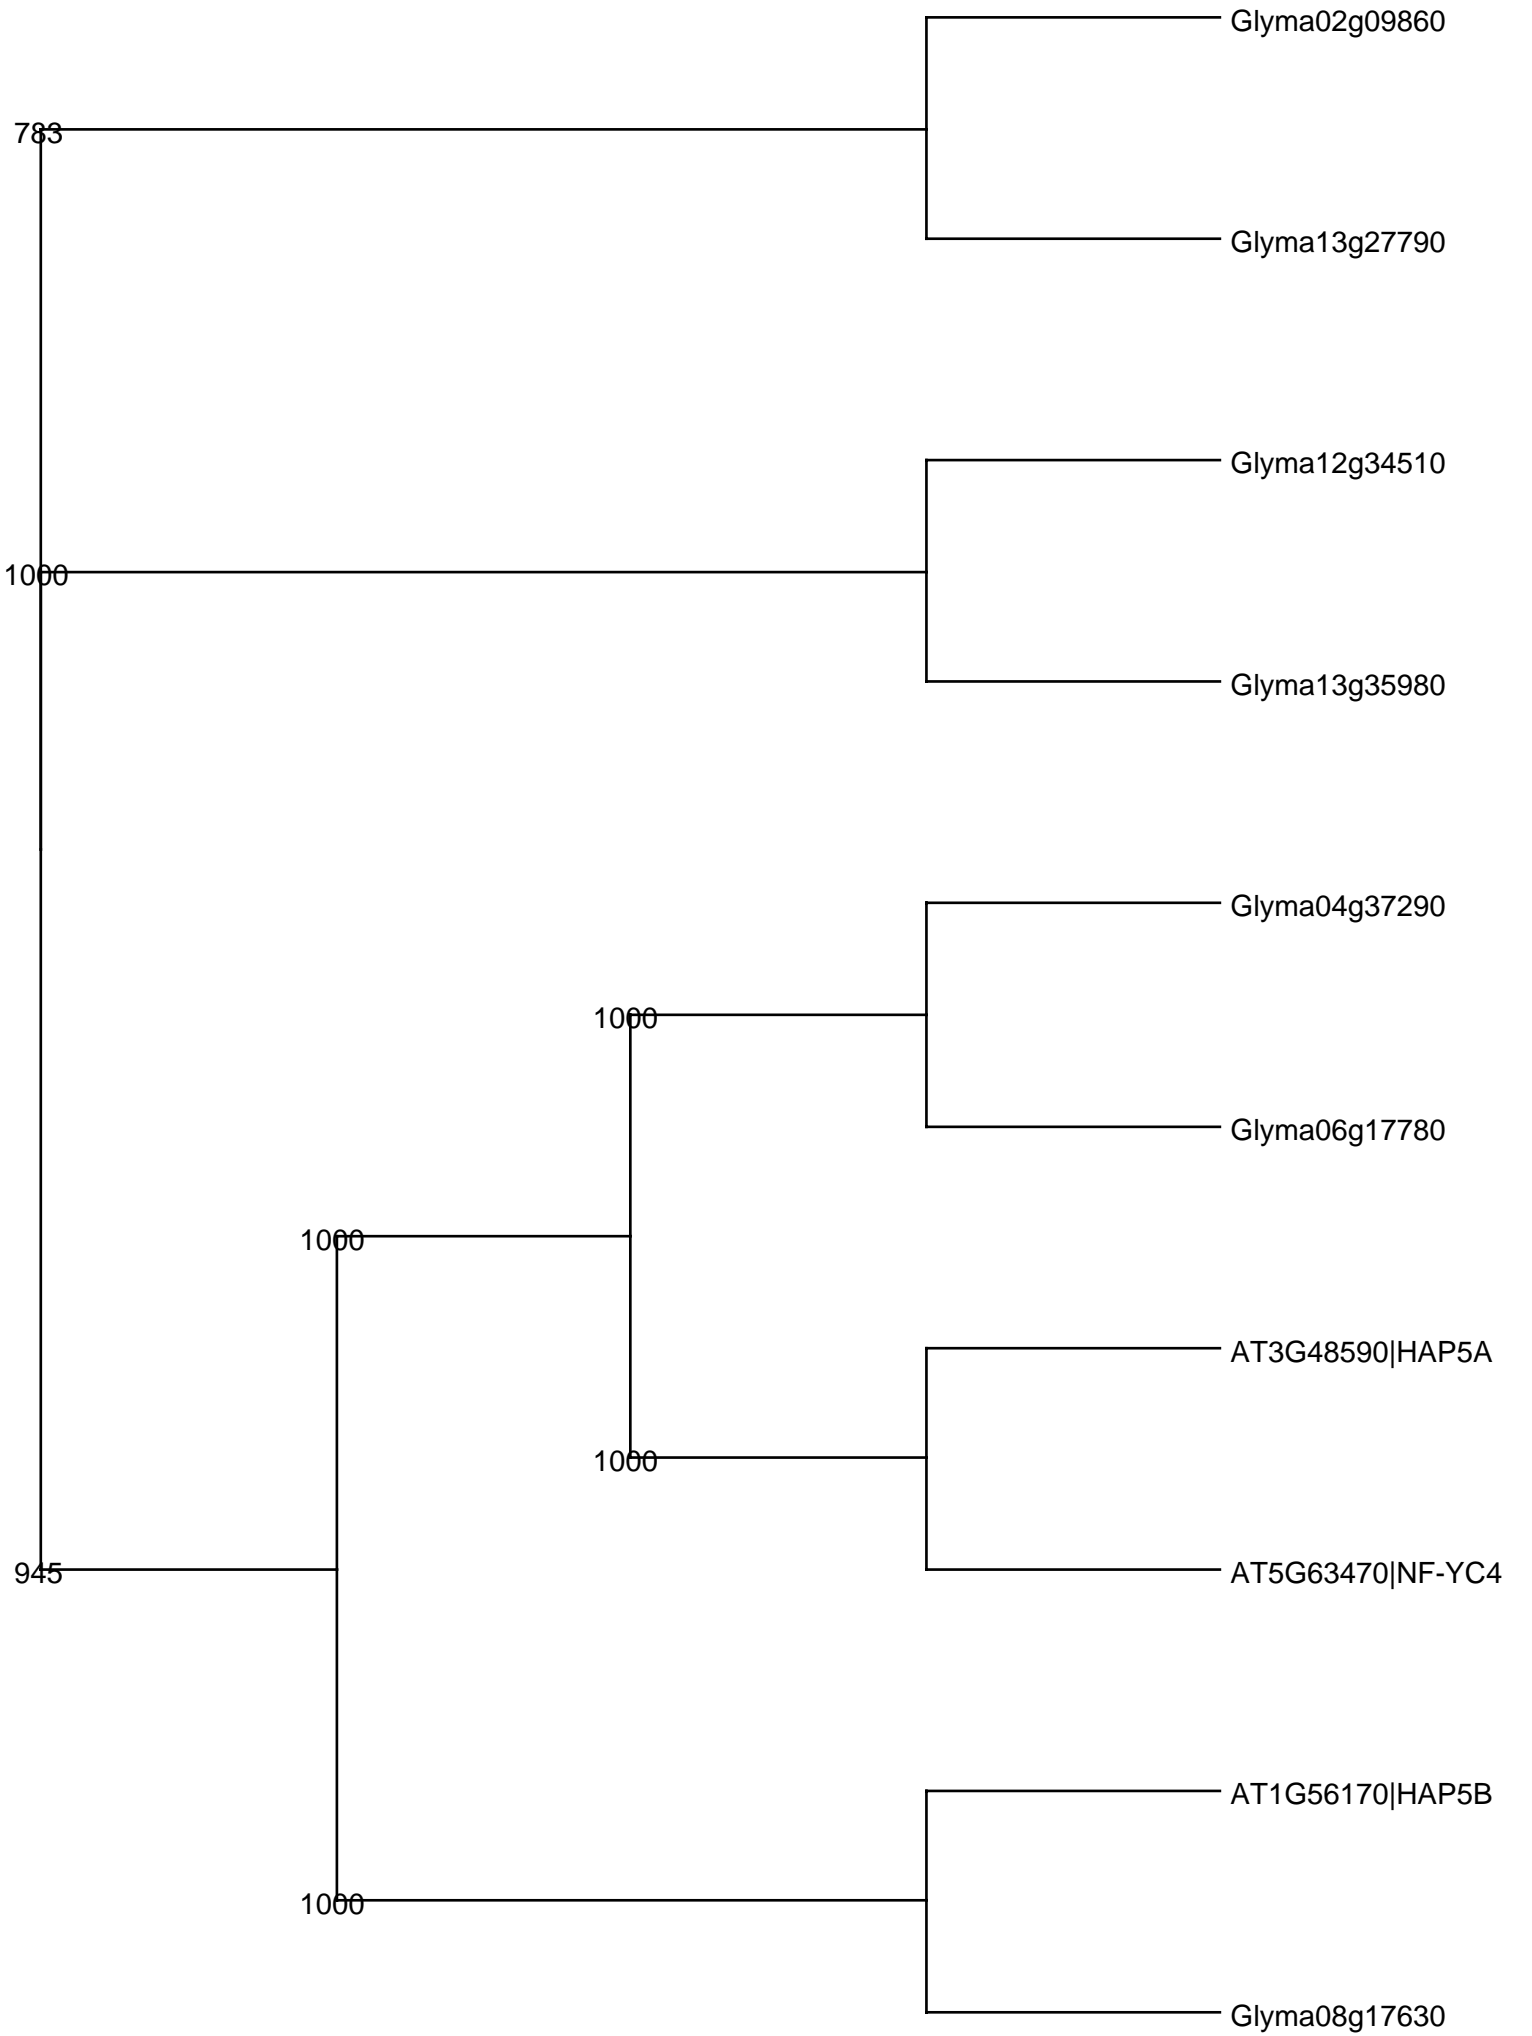 Glyma02g09860
783
Glyma13g27790
Glyma12g34510
1000
Glyma13g35980
Glyma04g37290
1000
Glyma06g17780
1000
AT3G48590|HAP5A
1000
AT5G63470|NF-YC4
945
AT1G56170|HAP5B
1000
Glyma08g17630